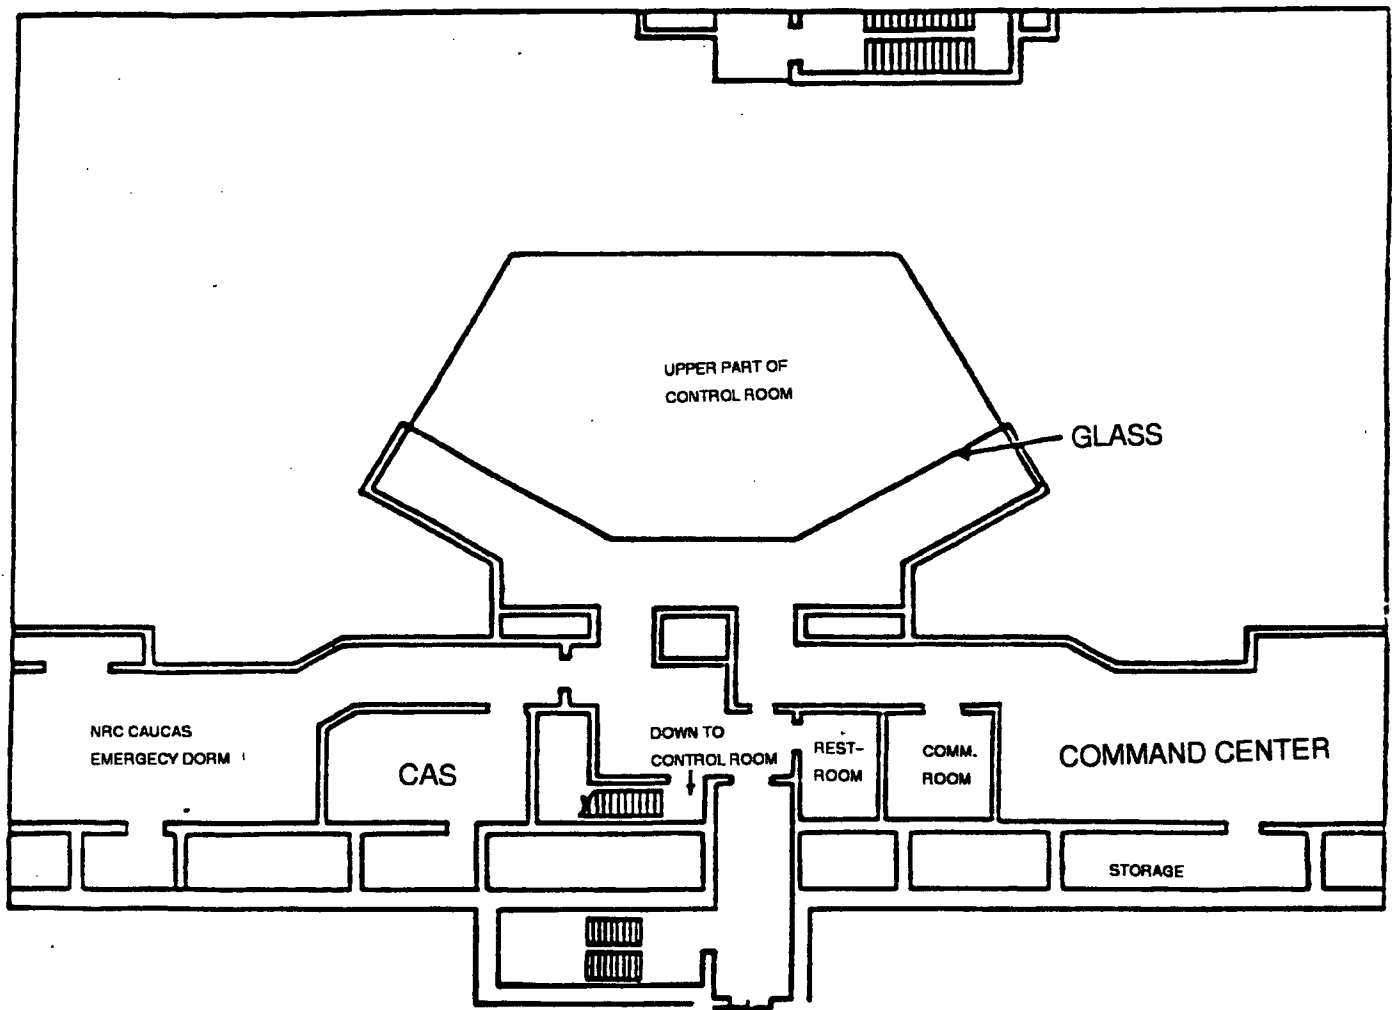 UPPER PART OF
CONTROL ROOM
GLASS
NRC CAUCAS
EMERGECY DORM
CAS
DOWN TO
CONTROL ROOM
REST-
ROOM
COMM.
ROOM
COMMAND CENTER
STORAGE